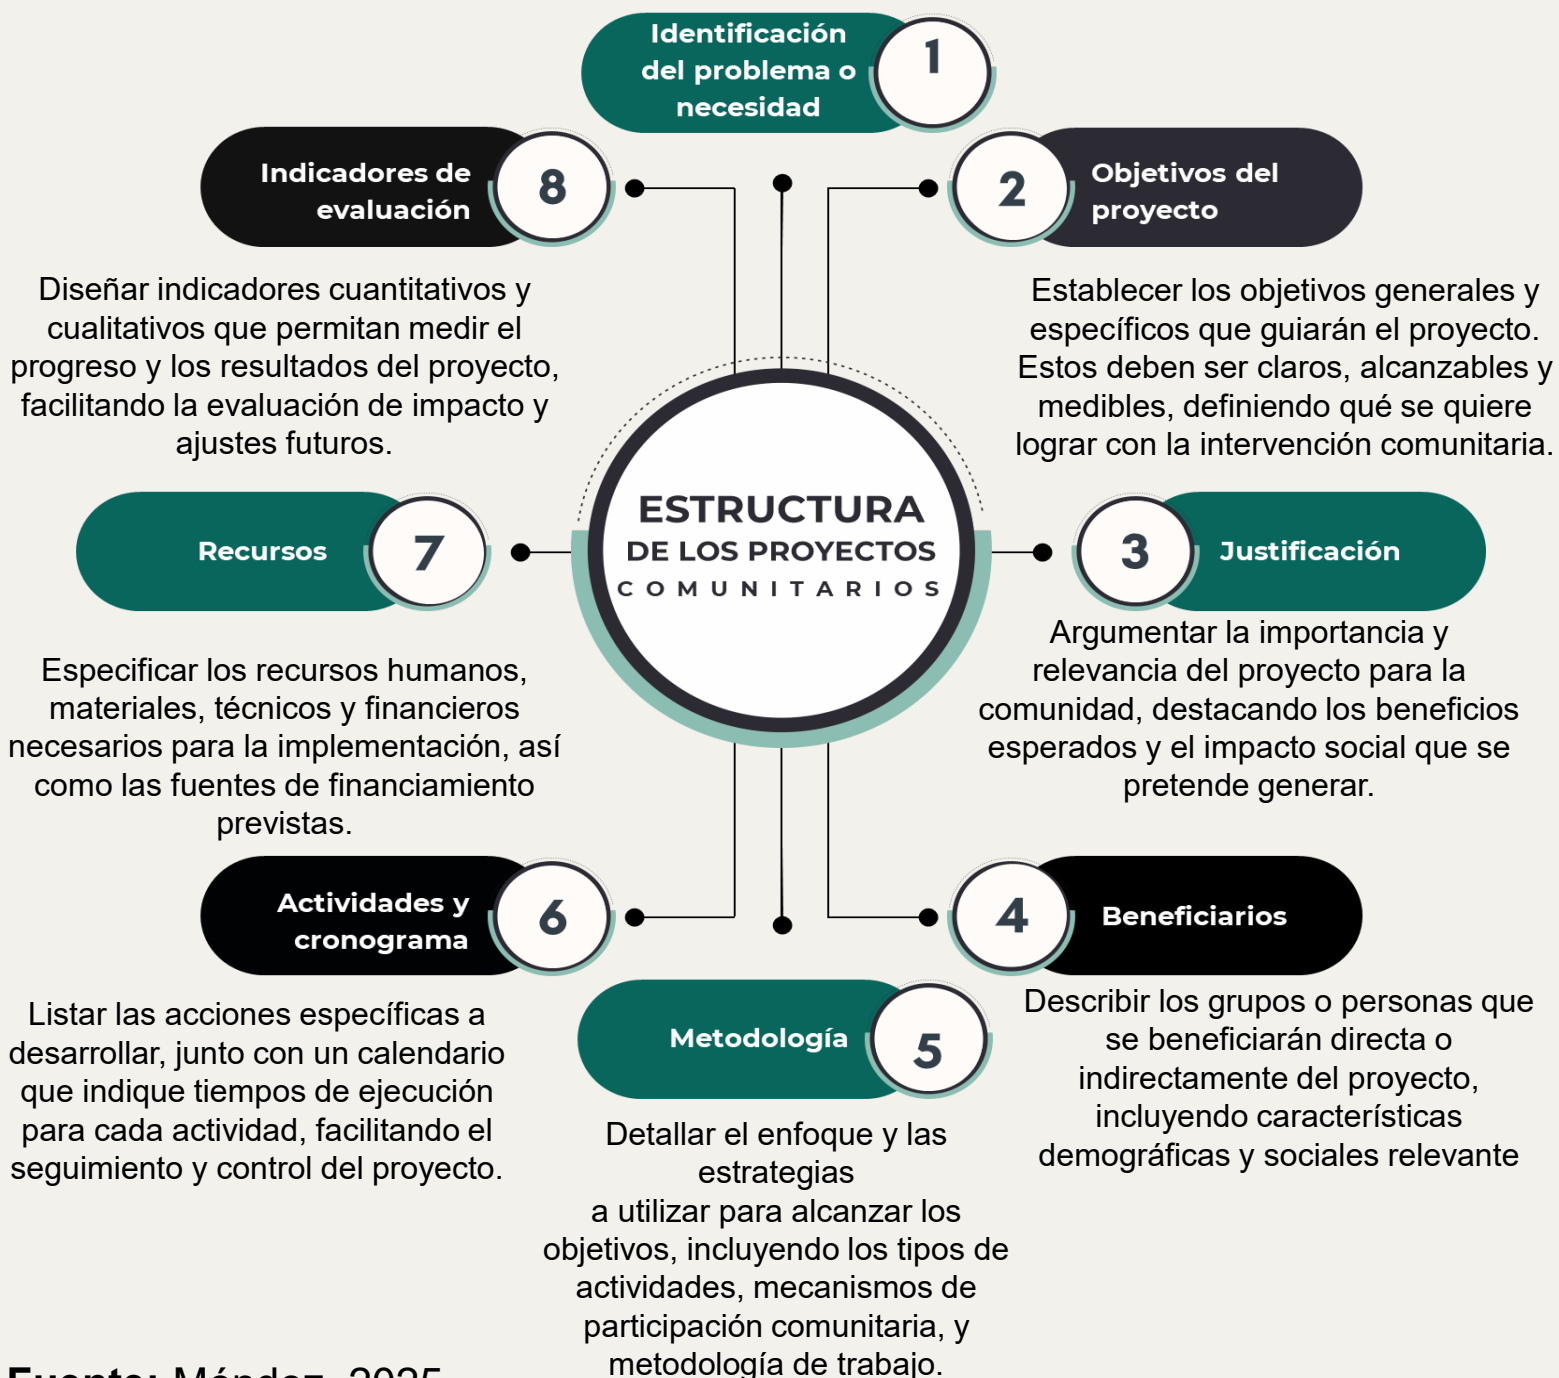 Identificación
del problema o
necesidad
1
2
Objetivos del
proyecto
Establecer los objetivos generales y
específicos que guiarán el proyecto.
Estos deben ser claros, alcanzables y
medibles, definiendo qué se quiere
lograr con la intervención comunitaria.
3
Justificación
Argumentar la importancia y
relevancia del proyecto para la
comunidad, destacando los beneficios
esperados y el impacto social que se
pretende generar.
4
Beneficiarios
Describir los grupos o personas que
se beneficiarán directa o
indirectamente del proyecto,
incluyendo características
demográficas y sociales relevante
Metodología
5
Detallar el enfoque y las
estrategias
a utilizar para alcanzar los
objetivos, incluyendo los tipos de
actividades, mecanismos de
participación comunitaria, y
metodología de trabajo.
Actividades y
cronograma
6
Listar las acciones específicas a
desarrollar, junto con un calendario
que indique tiempos de ejecución
para cada actividad, facilitando el
seguimiento y control del proyecto.
Recursos
7
Especificar los recursos humanos,
materiales, técnicos y financieros
necesarios para la implementación, así
como las fuentes de financiamiento
previstas.
Indicadores de
evaluación
8
Diseñar indicadores cuantitativos y
cualitativos que permitan medir el
progreso y los resultados del proyecto,
facilitando la evaluación de impacto y
ajustes futuros.
ESTRUCTURA
DE LOS PROYECTOS
COMUNITARIOS
Fuente: Méndez, 2025